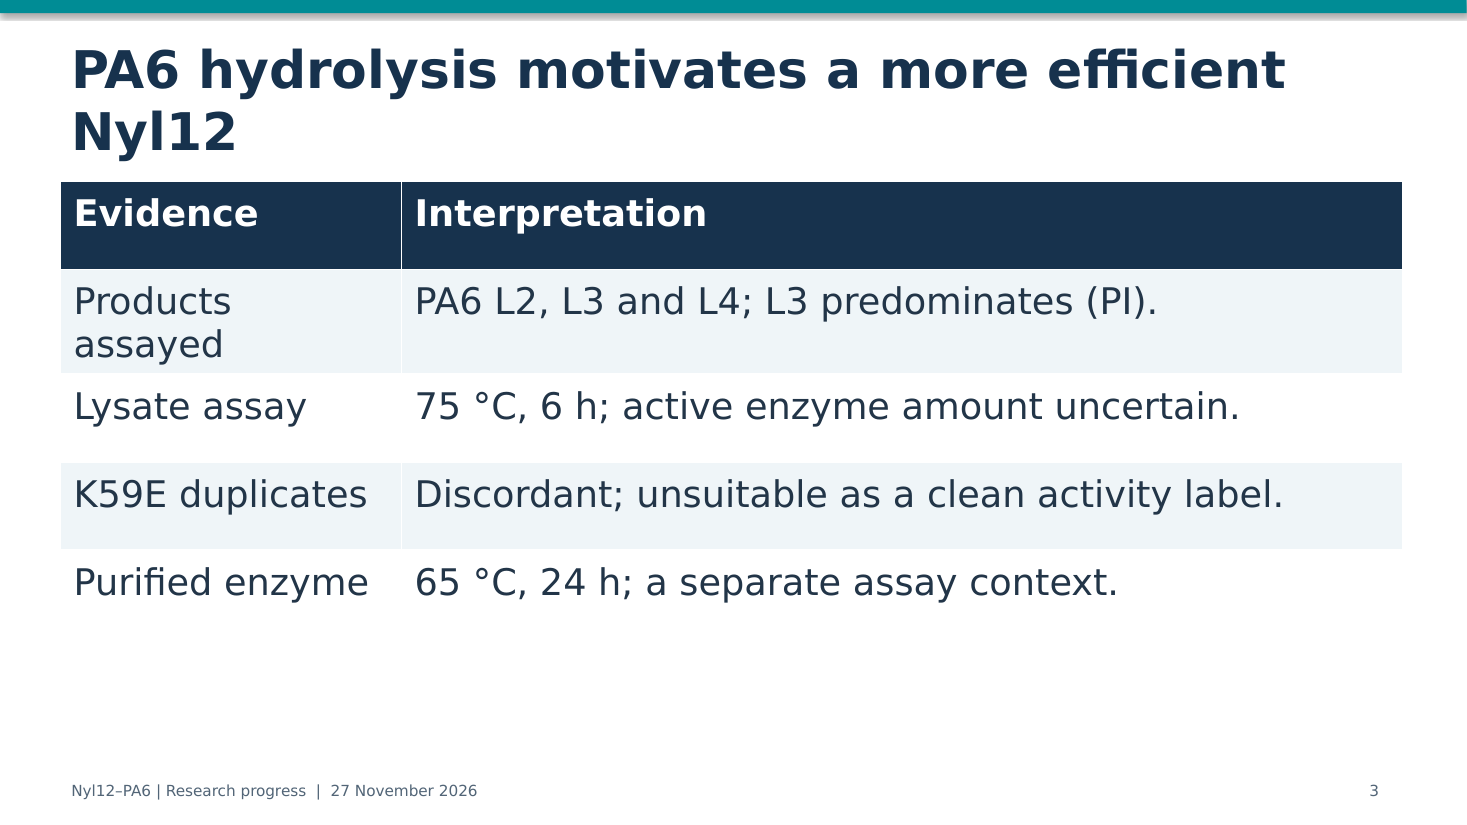 PA6 hydrolysis motivates a more efficient
Nyl12
Evidence
Interpretation
Products
assayed
PA6 L2, L3 and L4; L3 predominates (PI).
Lysate assay
75 °C, 6 h; active enzyme amount uncertain.
K59E duplicates
Discordant; unsuitable as a clean activity label.
Purified enzyme
65 °C, 24 h; a separate assay context.
Nyl12–PA6 | Research progress | 27 November 2026
3